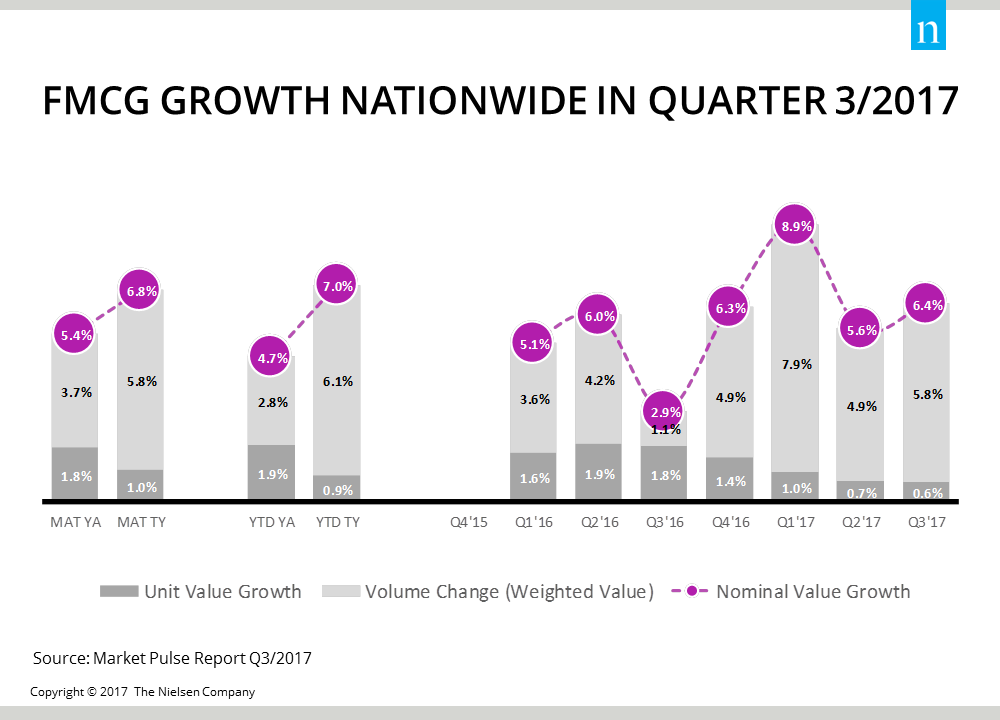 n
FMCG GROWTH NATIONWIDE IN QUARTER 3/2017
5.4% 6.8% 4.7% 7.0% 5.1% 6.0% 2.9% 6.3% 8.9% 5.6% 6.4%
3.7% 5.8% 2.8% 6.1% 3.6% 4.2% 1.1% 4.9% 7.9% 4.9% 5.8%
1.8% 1.0% 1.9% 0.9% 1.6% 1.9% 1.8% 1.4% 1.0% 0.7% 0.6%
MAT YA MAT TY YTD YA YTD TY Q4'15 Q1'16 Q2'16 Q3'16 Q4'16 Q1'17 Q2'17 Q3'17
Unit Value Growth Volume Change (Weighted Value) Nominal Value Growth
Source: Market Pulse Report Q3/2017
Copyright © 2017 The Nielsen Company